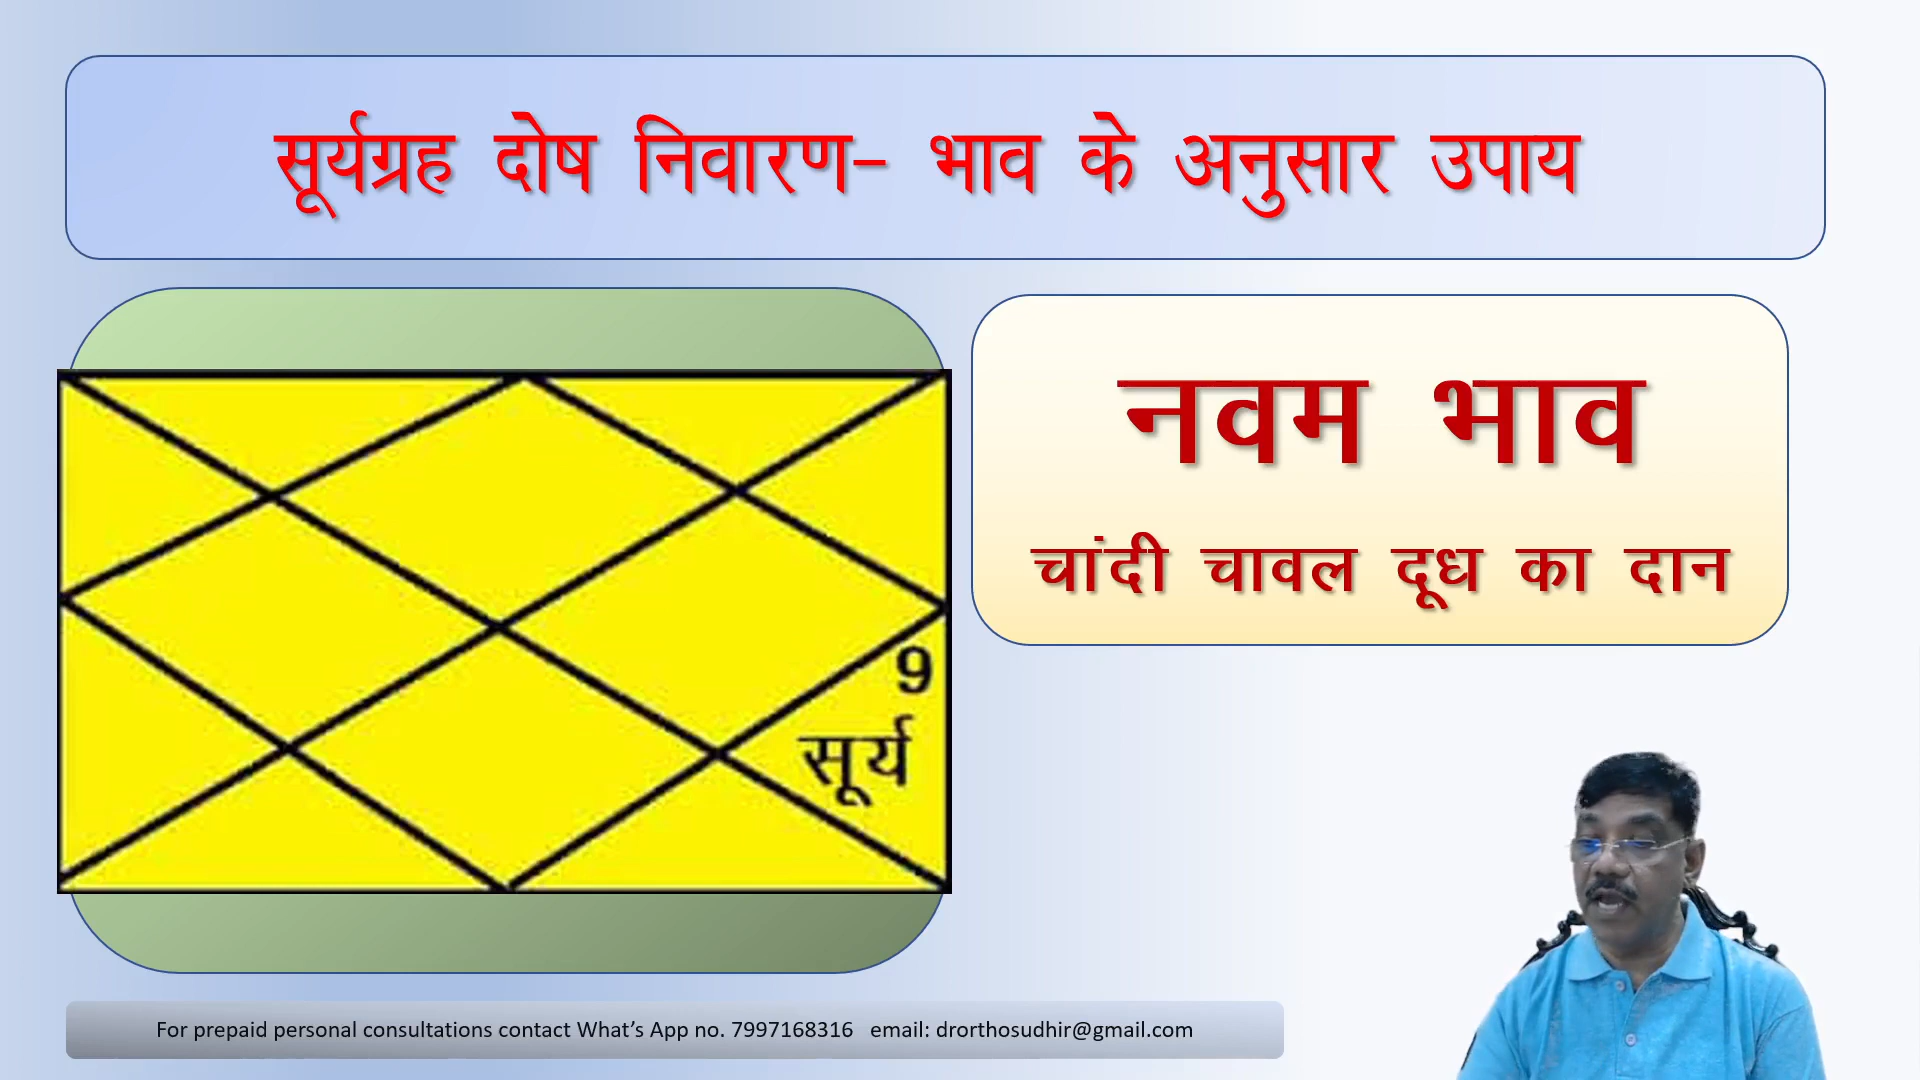 सूर्यग्रह दोष निवारण- भाव के अनुसार उपाय
नवम भाव
चांदी चावल दूध का दान
9
सूर्य
For prepaid personal consultations contact What’s App no. 7997168316 email: drorthosudhir@gmail.com